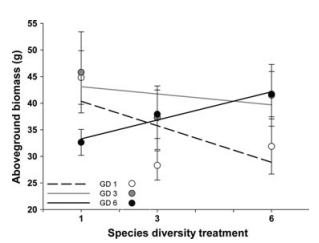 55
50
45
40
35
30
25
20
Aboveground biomass (g)
GD 1
GD 3
GD 6
1
3
6
Species diversity treatment